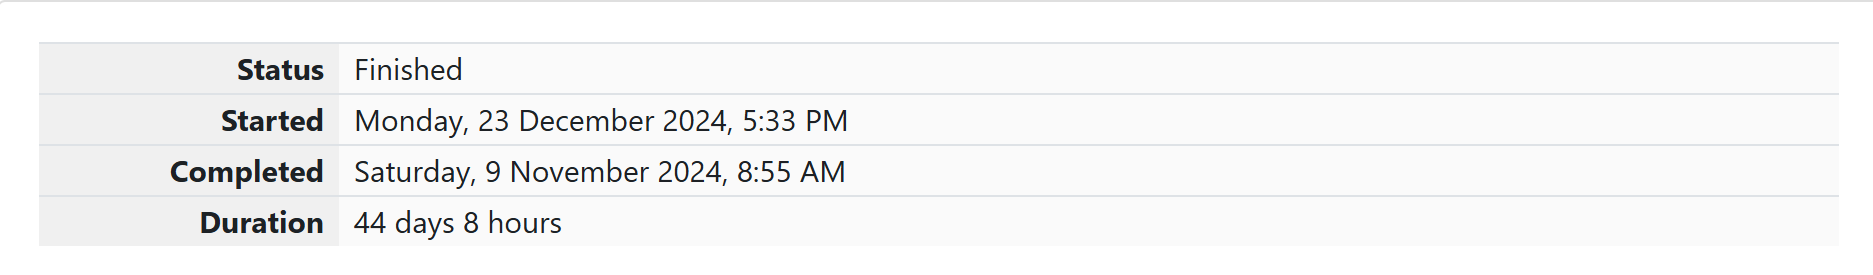 Status Finished
Started Monday, 23 December 2024, 5:33 PM
Completed Saturday, 9 November 2024, 8:55 AM
Duration 44 days 8 hours